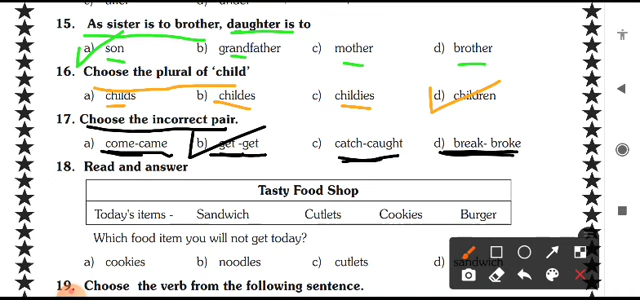 15. As sister is to brother, daughter is to
a) son b) grandfather c) mother d) brother
16. Choose the plural of 'child'
a) childs b) childes c) childies d) children
17. Choose the incorrect pair.
a) come-came b) get -get c) catch-caught d) break- broke
18. Read and answer
Tasty Food Shop
Today's items - Sandwich Cutlets Cookies Burger
Which food item you will not get today?
a) cookies b) noodles c) cutlets d) sandwich
19. Choose the verb from the following sentence.